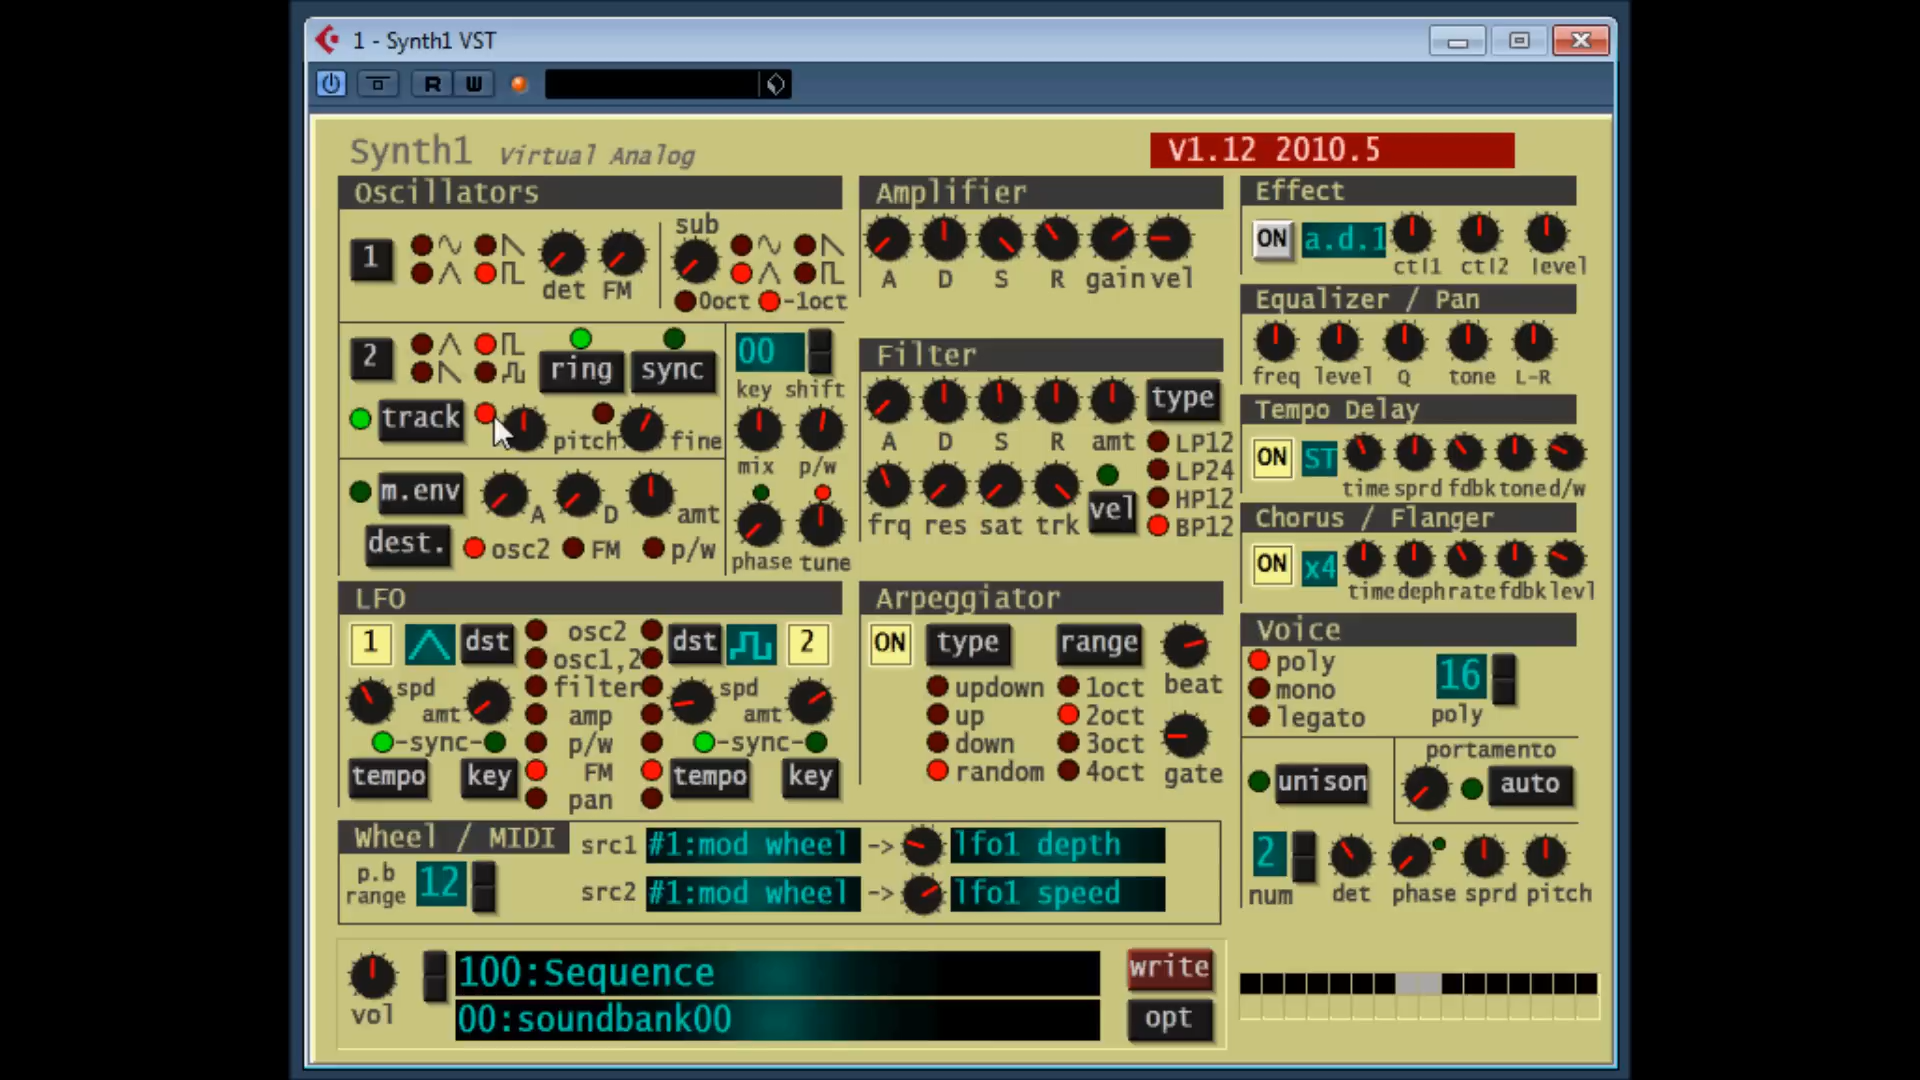 1 - Synth1 VST
R W
Synth1 Virtual Analog
V1.12 2010.5
Oscillators
1
det FM
sub
0oct -1oct
2
ring sync
track
pitch fine
00
key shift
mix p/w
m.env
A D amt
dest.
osc2 FM p/w
phase tune
Amplifier
A D S R gain vel
Filter
type
A D S R amt
LP12
LP24
HP12
BP12
vel
frq res sat trk
Effect
ON a.d.1
ctl1 ctl2 level
Equalizer / Pan
freq level Q tone L-R
Tempo Delay
ON ST
time sprd fdbk tone d/w
Chorus / Flanger
ON x4
time deph rate fdbk levl
LFO
1 dst
osc2
osc1,2
filter
amp
p/w
FM
pan
dst 2
spd
amt
-sync-
tempo key
spd
amt
-sync-
tempo key
Arpeggiator
ON type range
beat
updown
up
down
random
1oct
2oct
3oct
4oct
gate
Voice
poly
mono
legato
16
poly
portamento
unison auto
2
num det phase sprd pitch
Wheel / MIDI
p.b
range 12
src1 #1:mod wheel -> lfo1 depth
src2 #1:mod wheel -> lfo1 speed
vol
100:Sequence
00:soundbank00
write
opt